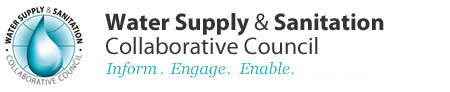 • WATER SUPPLY & SANITATION •
COLLABORATIVE COUNCIL
Water Supply & Sanitation
Collaborative Council
Inform. Engage. Enable.